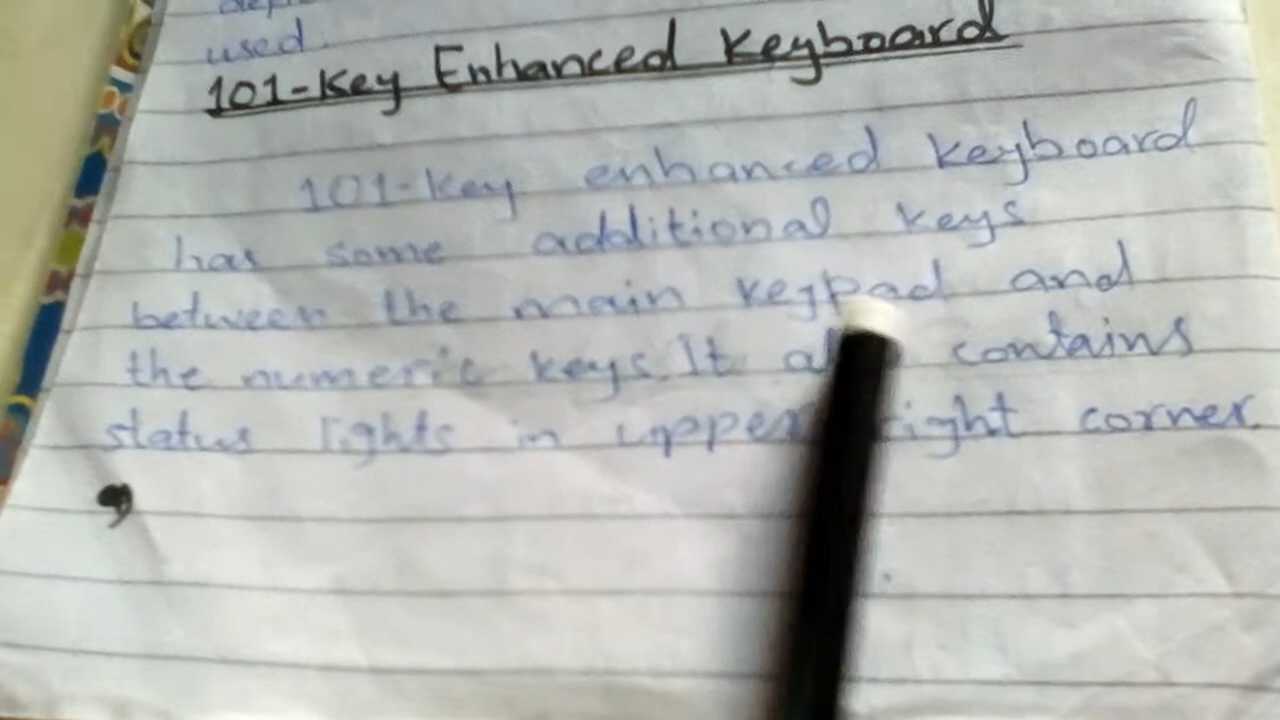 used.
101-Key Enhanced Keyboard
101-key enhanced keyboard
has some additional keys
between the main keypad and
the numeric keys. It contains
status lights in upper right corner.